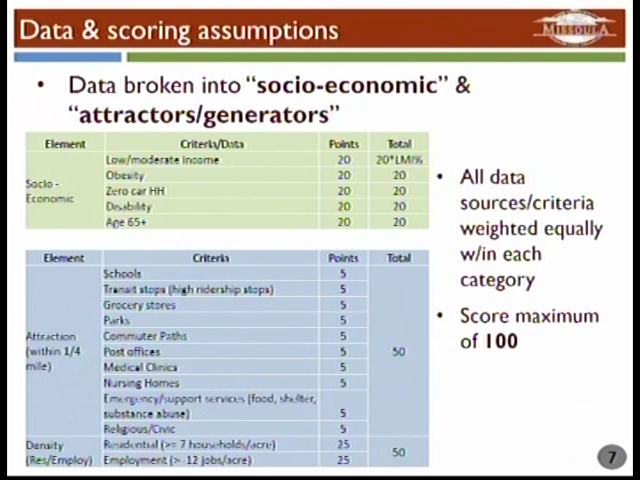 Data & scoring assumptions
MISSOULA
• Data broken into “socio-economic” &
“attractors/generators”
Element Criteria/Data Points Total
Low/moderate Income 20 20*LMI%
Obesity 20 20
Socio - Economic Zero car HH 20 20
Disability 20 20
Age 65+ 20 20
Element Criteria Points Total
Schools 5
Transit stops (high ridership stops) 5
Grocery stores 5
Parks 5
Attraction Commuter Paths 5
(within 1/4 Post offices 5 50
mile) Medical Clinics 5
Nursing Homes 5
Emergency/support services (food, shelter,
substance abuse) 5
Religious/Civic 5
Density Residential (>= 7 households/acre) 25 50
(Res/Employ) Employment (> 12 jobs/acre) 25
• All data
sources/criteria
weighted equally
w/in each
category
• Score maximum
of 100
7